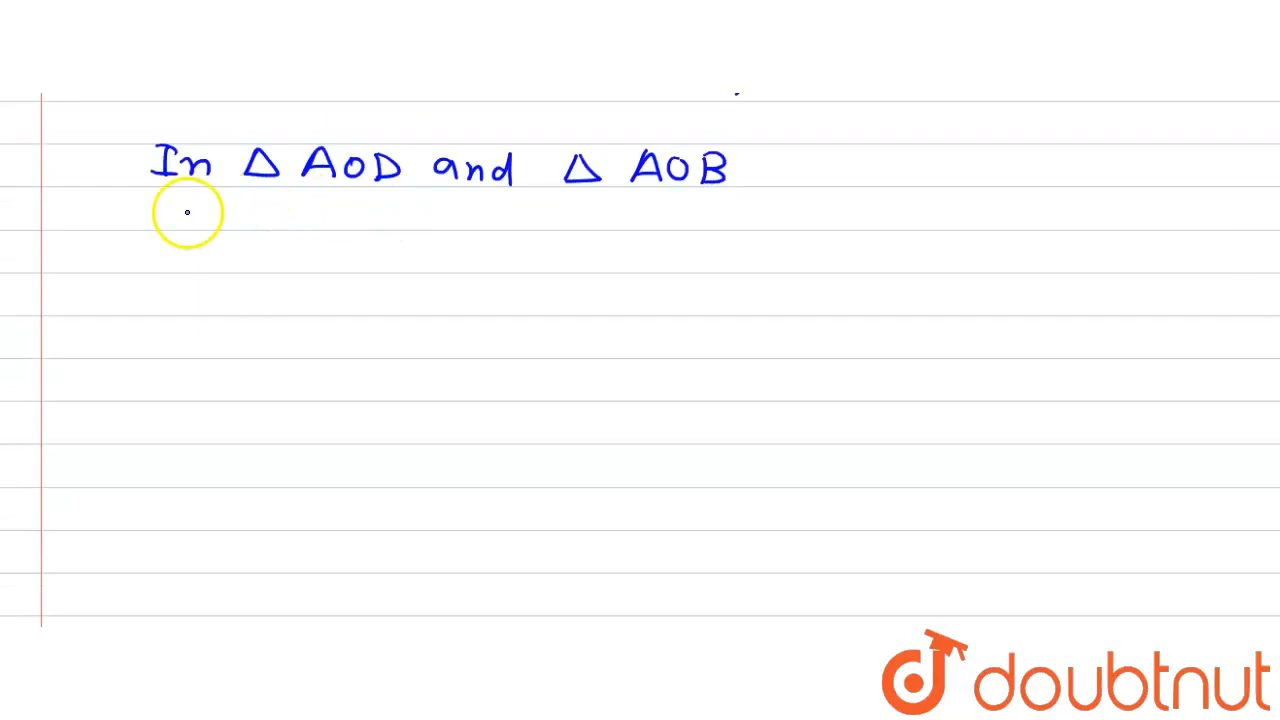 In △ AOD and △ AOB
doubtnut